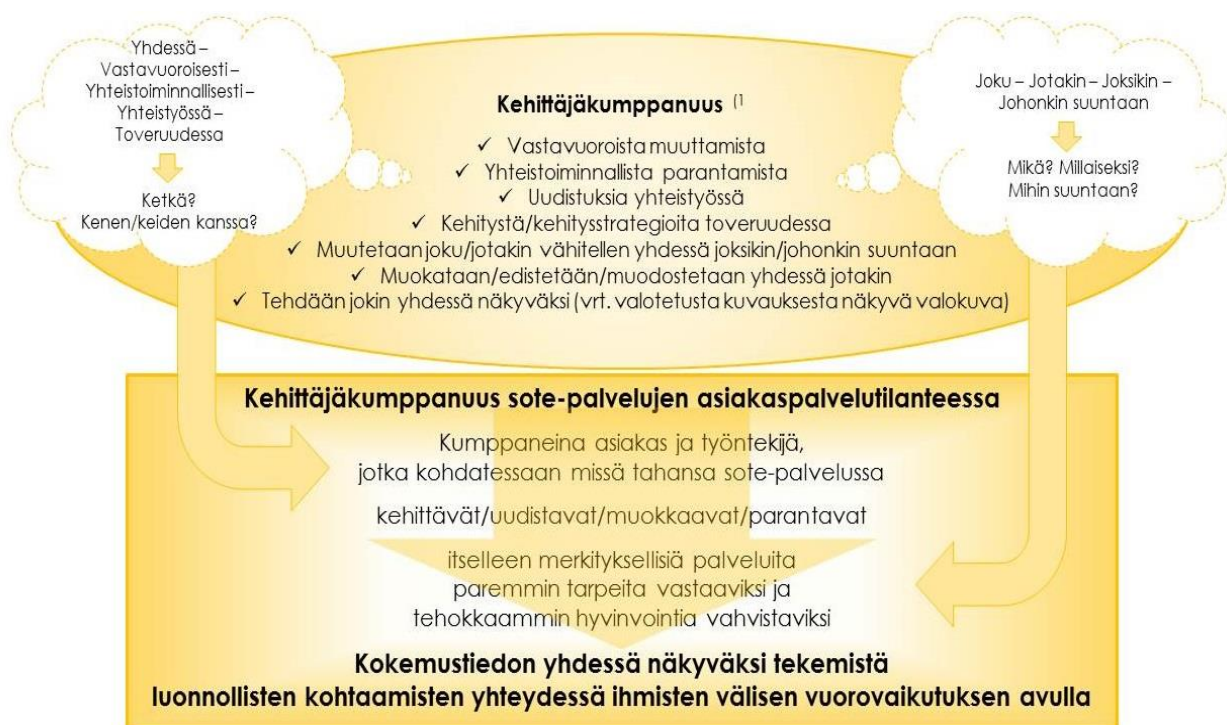 Yhdessä –
Vastavuoroisesti –
Yhteistoiminnallisesti –
Yhteistyössä –
Toveruudessa
Ketkä?
Kenen/keiden kanssa?
Joku – Jotakin – Joksikin –
Johonkin suuntaan
Mikä? Millaiseksi?
Mihin suuntaan?
Kehittäjäkumppanuus (1
✓ Vastavuoroista muuttamista
✓ Yhteistoiminnallista parantamista
✓ Uudistuksia yhteistyössä
✓ Kehitystä/kehitysstrategioita toveruudessa
✓ Muutetaan joku/jotakin vähitellen yhdessä joksikin/johonkin suuntaan
✓ Muokataan/edistetään/muodostetaan yhdessä jotakin
✓ Tehdään jokin yhdessä näkyväksi (vrt. valotetusta kuvauksesta näkyvä valokuva)
Kehittäjäkumppanuus sote-palvelujen asiakaspalvelutilanteessa
Kumppaneina asiakas ja työntekijä,
jotka kohdatessaan missä tahansa sote-palvelussa
kehittävät/uudistavat/muokkaavat/parantavat
itselleen merkityksellisiä palveluita
paremmin tarpeita vastaaviksi ja
tehokkaammin hyvinvointia vahvistaviksi
Kokemustiedon yhdessä näkyväksi tekemistä
luonnollisten kohtaamisten yhteydessä ihmisten välisen vuorovaikutuksen avulla